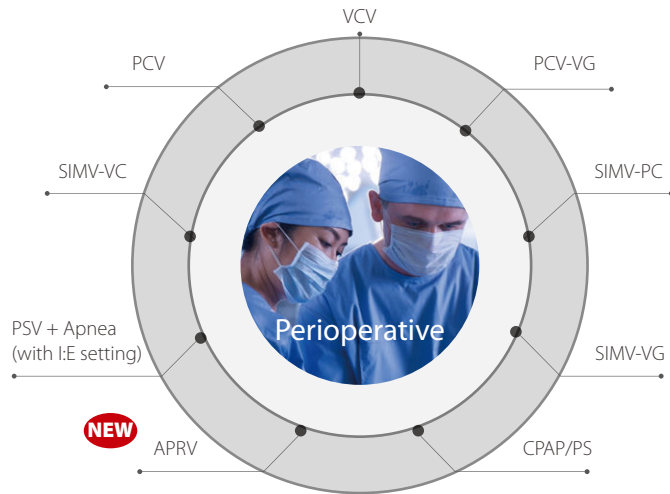 VCV
PCV
PCV-VG
SIMV-VC
SIMV-PC
Perioperative
PSV + Apnea
(with I:E setting)
SIMV-VG
NEW
APRV
CPAP/PS